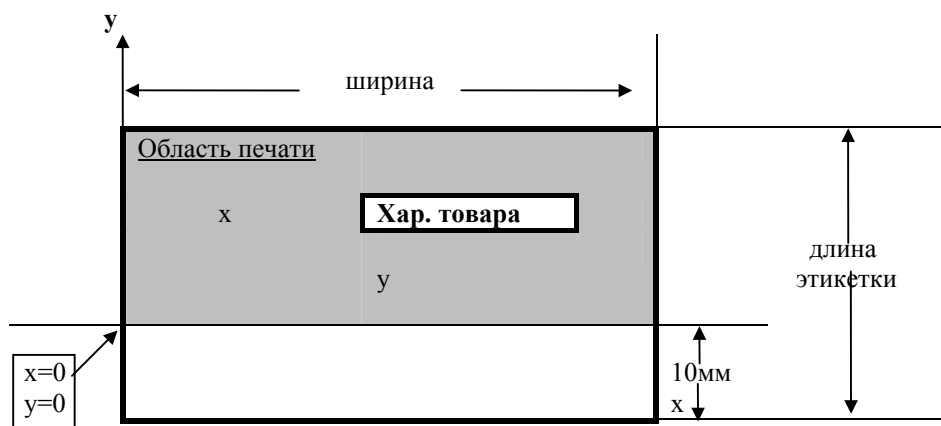 y
ширина
Область печати
x
Хар. товара
y
длина
этикетки
x=0
y=0
10мм
x